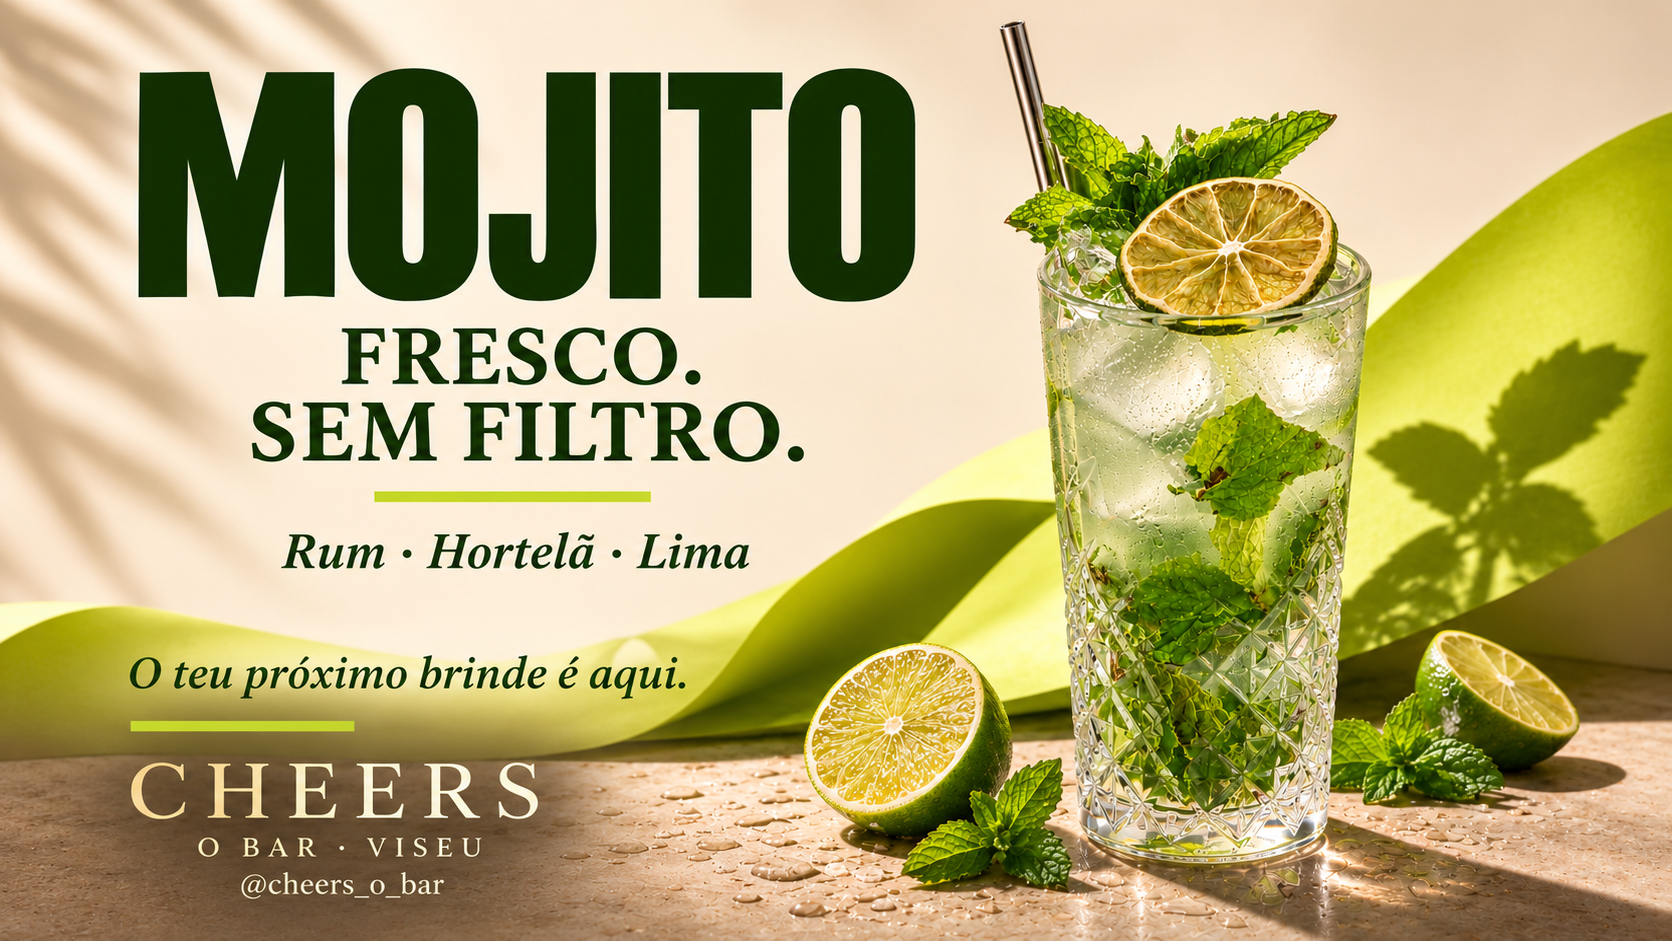 MOJITO
FRESCO.
SEM FILTRO.
Rum · Hortelã · Lima
O teu próximo brinde é aqui.
CHEERS
O BAR · VISEU
@cheers_o_bar